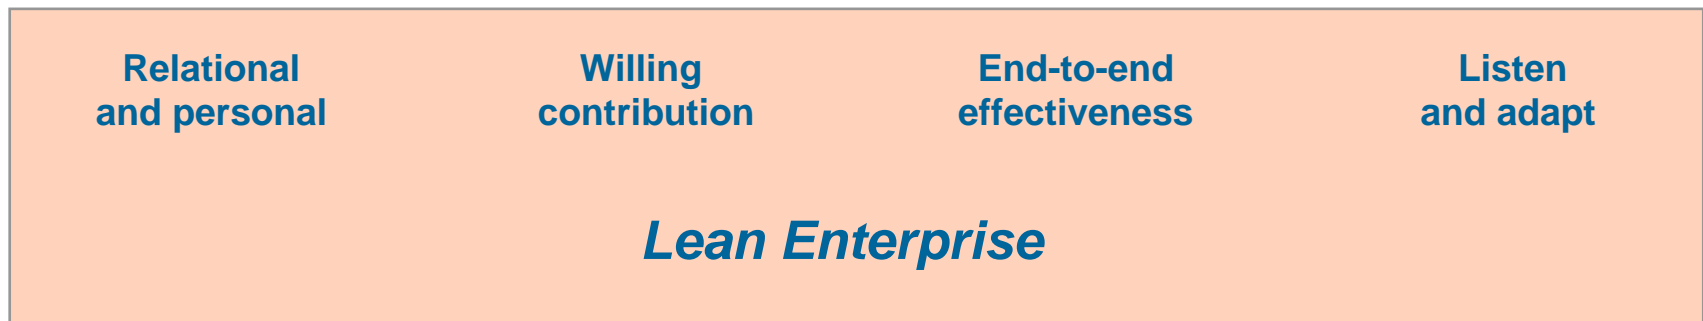 Relational
and personal
Willing
contribution
End-to-end
effectiveness
Listen
and adapt
Lean Enterprise